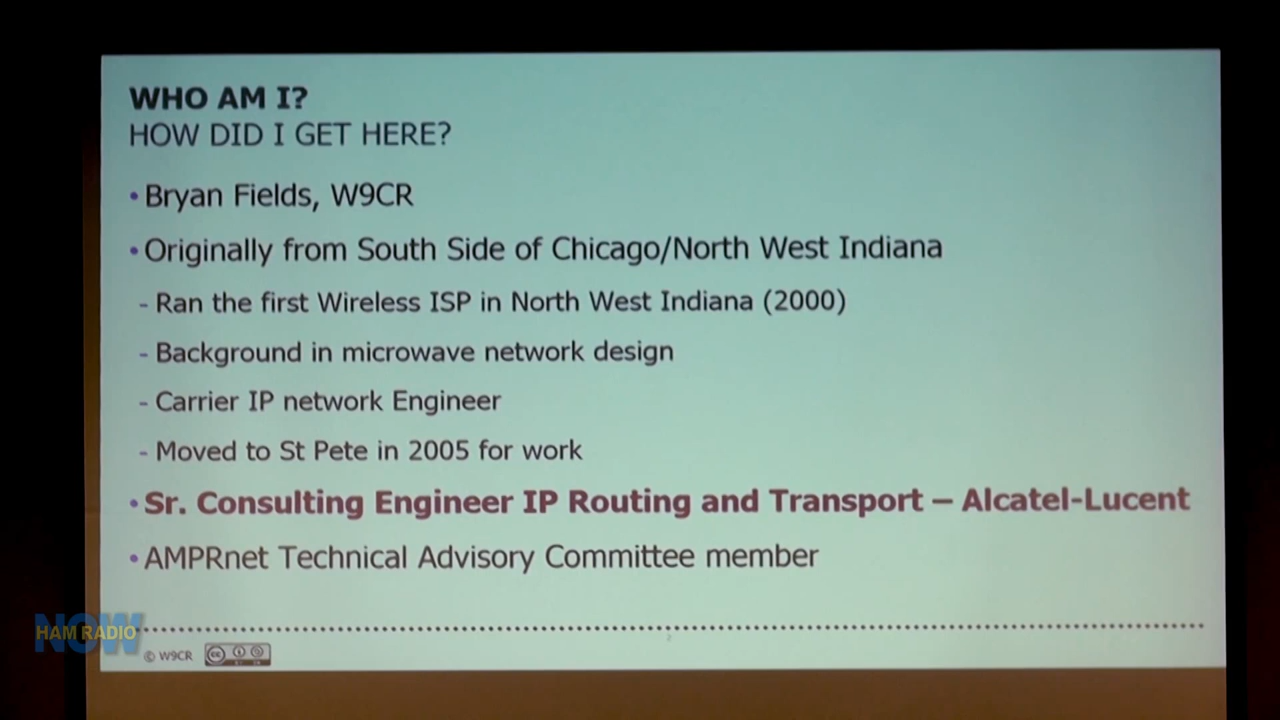 WHO AM I?
HOW DID I GET HERE?
• Bryan Fields, W9CR
• Originally from South Side of Chicago/North West Indiana
- Ran the first Wireless ISP in North West Indiana (2000)
- Background in microwave network design
- Carrier IP network Engineer
- Moved to St Pete in 2005 for work
• Sr. Consulting Engineer IP Routing and Transport – Alcatel-Lucent
• AMPRnet Technical Advisory Committee member
NOW
HAM RADIO
© W9CR
cc